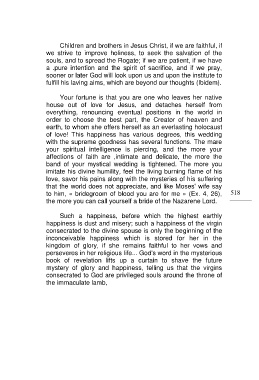 Children and brothers in Jesus Christ, if we are faithful, if
we strive to improve holiness, to seek the salvation of the
souls, and to spread the Rogate; if we are patient, if we have
a .pure intention and the spirit of sacrifice, and if we pray,
sooner or later God will look upon us and upon the institute to
fulfill his laving aims, which are beyond our thoughts (Ibidem).
Your fortune is that you are one who leaves her native
house out of love for Jesus, and detaches herself from
everything, renouncing eventual positions in the world in
order to choose the best part, the Creator of heaven and
earth, to whom she offers herself as an everlasting holocaust
of love! This happiness has various degrees, this wedding
with the supreme goodness has several functions. The maře
your spiritual intelligence is piercing, and the more your
affections of faith are ,intimate and delicate, the more the
band of your mystical wedding is tightened. The more you
imitate his divine humility, feel the living burning flame of his
love, savor his pains along with the mysteries of his suffering
that the world does not appreciate, and like Moses' wife say
to him, « bridegroom of blood you are for me » (Ex. 4, 26),
the more you can call yourself a bride of the Nazarene Lord.
518
Such a happiness, before which the highest earthly
happiness is dust and misery; such a happiness of the virgin
consecrated to the divine spouse is only the beginning of the
inconceivable happiness which is stored for her in the
kingdom of glory, if she remains faithful to her vows and
perseveres in her religious life... God's word in the mysterious
book of revelation lifts up a curtain to shave the future
mystery of glory and happiness, telling us that the virgins
consecrated to God are privileged souls around the throne of
the immaculate lamb,